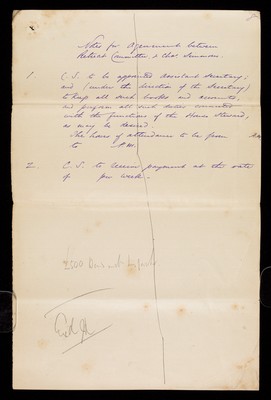 Notes for Agreement between
Retreat Committee & Chas. Simmons.
1. C.S. to be appointed Assistant Secretary;
and (under the direction of the Secretary)
to keep all such books and accounts,
and perform all such duties connected
with the functions of the House Steward,
as may be desired.
The hours of attendance to be from A.M.
to P.M.
2. C.S. to receive payment at the rate
of per week.
£500